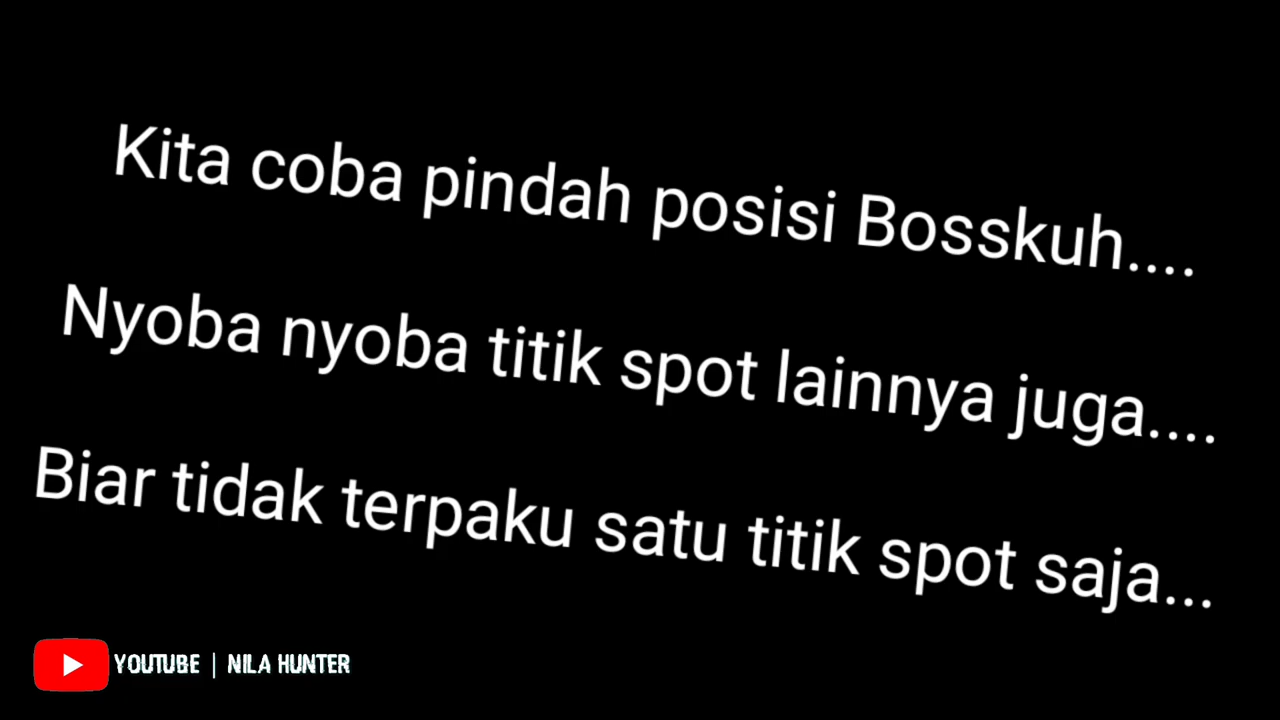 Kita coba pindah posisi Bosskuh....
Nyoba nyoba titik spot lainnya juga....
Biar tidak terpaku satu titik spot saja...
YOUTUBE | NILA HUNTER